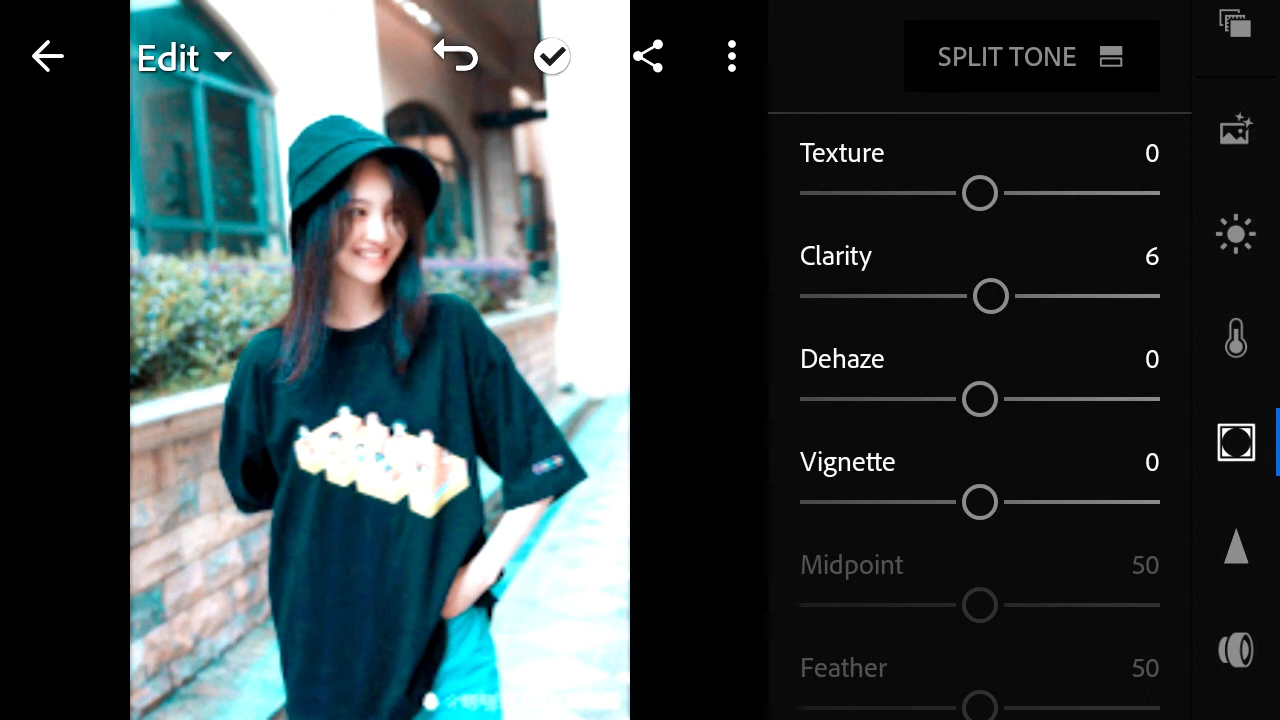 Edit
SPLIT TONE
Texture 0
Clarity 6
Dehaze 0
Vignette 0
Midpoint 50
Feather 50